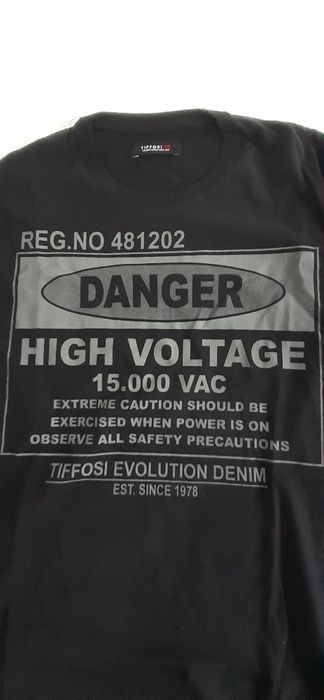 TIFFOSI
REG.NO 481202
DANGER
HIGH VOLTAGE
15.000 VAC
EXTREME CAUTION SHOULD BE
EXERCISED WHEN POWER IS ON
OBSERVE ALL SAFETY PRECAUTIONS
TIFFOSI EVOLUTION DENIM
EST. SINCE 1978